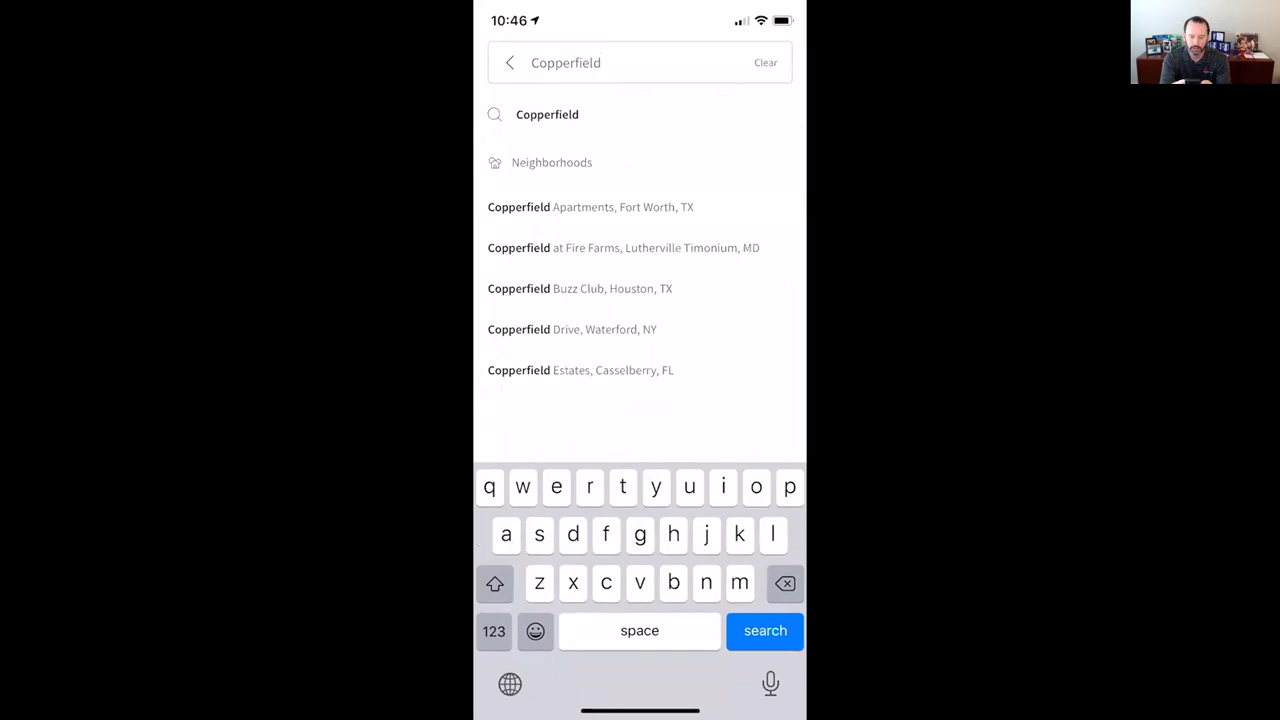 10:46
Copperfield Clear
Copperfield
Neighborhoods
Copperfield Apartments, Fort Worth, TX
Copperfield at Fire Farms, Lutherville Timonium, MD
Copperfield Buzz Club, Houston, TX
Copperfield Drive, Waterford, NY
Copperfield Estates, Casselberry, FL
q w e r t y u i o p
a s d f g h j k l
z x c v b n m
123 space search